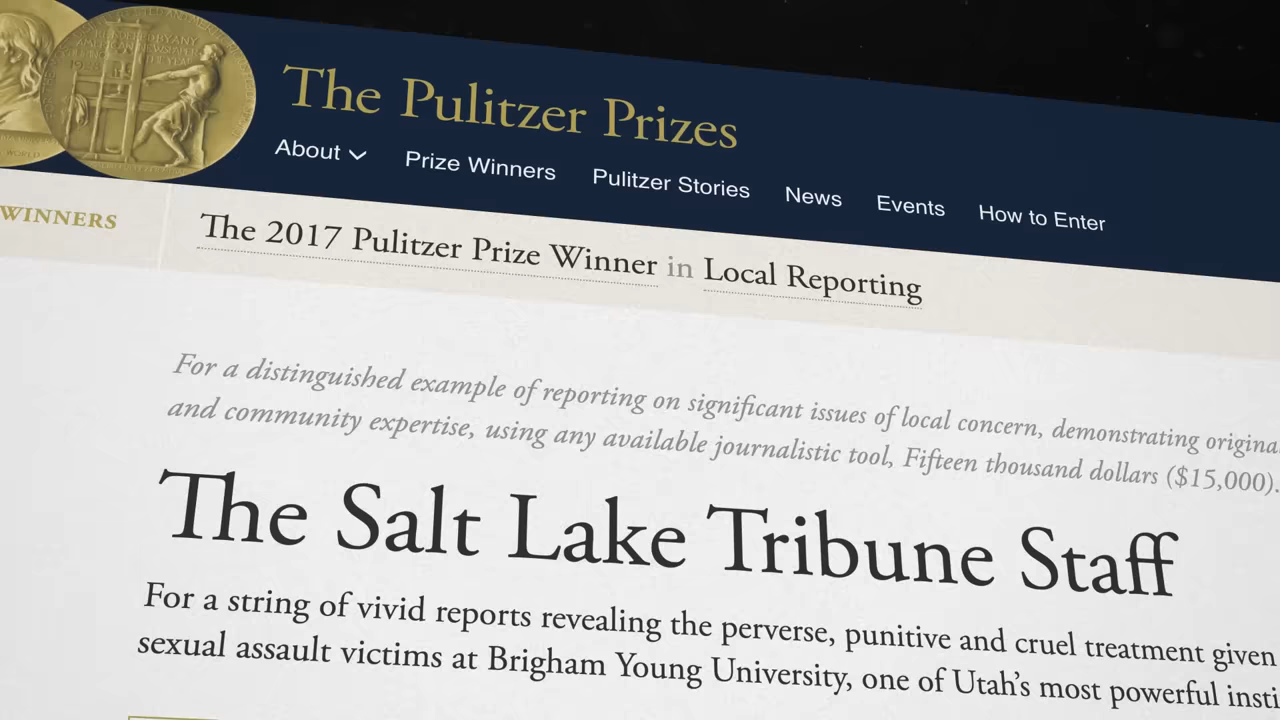 The Pulitzer Prizes
About
Prize Winners
Pulitzer Stories
News
Events
How to Enter
WINNERS
The 2017 Pulitzer Prize Winner in Local Reporting
For a distinguished example of reporting on significant issues of local concern, demonstrating
and community expertise, using any available journalistic tool, Fifteen thousand dollars ($15,000).
The Salt Lake Tribune Staff
For a string of vivid reports revealing the perverse, punitive and cruel treatment given
sexual assault victims at Brigham Young University, one of Utah's most powerful